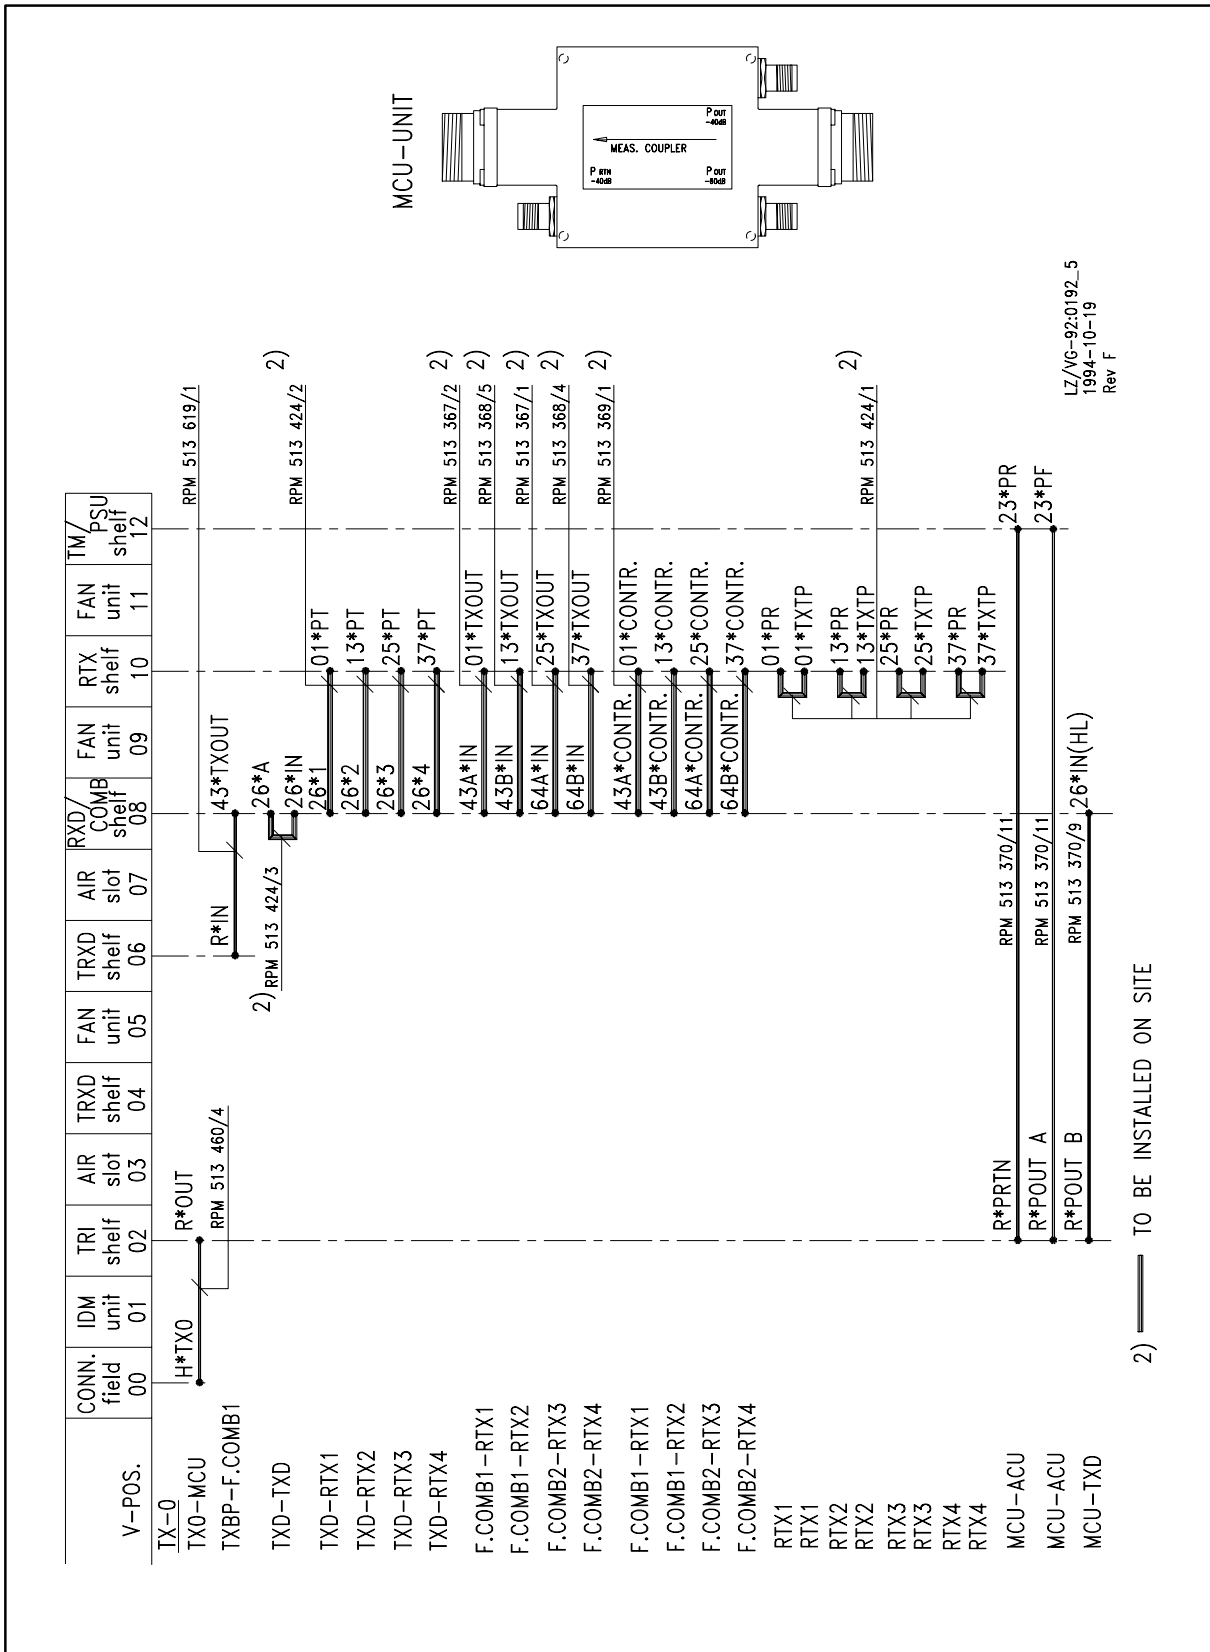 V-POS.
CONN. field 00
IDM unit 01
TRI shelf 02
AIR slot 03
TRXD shelf 04
FAN unit 05
TRXD shelf 06
AIR slot 07
RXD/ COMB shelf 08
FAN unit 09
RTX shelf 10
FAN unit 11
TM/ PSU shelf 12
TX-0
TX0-MCU H*TX0 R*OUT
RPM 513 460/4
TXBP-F.COMB1 R*IN 43*TXOUT RPM 513 619/1
TXD-TXD 26*A
26*IN
2) RPM 513 424/3
RPM 513 424/2 2)
TXD-RTX1 26*1 01*PT
TXD-RTX2 26*2 13*PT
TXD-RTX3 26*3 25*PT
TXD-RTX4 26*4 37*PT
RPM 513 367/2 2)
F.COMB1-RTX1 43A*IN 01*TXOUT
RPM 513 368/5 2)
F.COMB1-RTX2 43B*IN 13*TXOUT
RPM 513 367/1 2)
F.COMB2-RTX3 64A*IN 25*TXOUT
RPM 513 368/4 2)
F.COMB2-RTX4 64B*IN 37*TXOUT
RPM 513 369/1 2)
F.COMB1-RTX1 43A*CONTR. 01*CONTR.
F.COMB1-RTX2 43B*CONTR. 13*CONTR.
F.COMB2-RTX3 64A*CONTR. 25*CONTR.
F.COMB2-RTX4 64B*CONTR. 37*CONTR.
RTX1 01*PR
RTX1 01*TXTP
RTX2 13*PR
RTX2 13*TXTP
RPM 513 424/1 2)
RTX3 25*PR
RTX3 25*TXTP
RTX4 37*PR
RTX4 37*TXTP
MCU-ACU R*PRTN RPM 513 370/11 23*PR
MCU-ACU R*POUT A RPM 513 370/11 23*PF
MCU-TXD R*POUT B RPM 513 370/9 26*IN(HL)
2) TO BE INSTALLED ON SITE
MCU-UNIT
P OUT
-40dB
MEAS. COUPLER
P RTN
-40dB
P OUT
-60dB
LZ/VG-92:0192_5
1994-10-19
Rev F